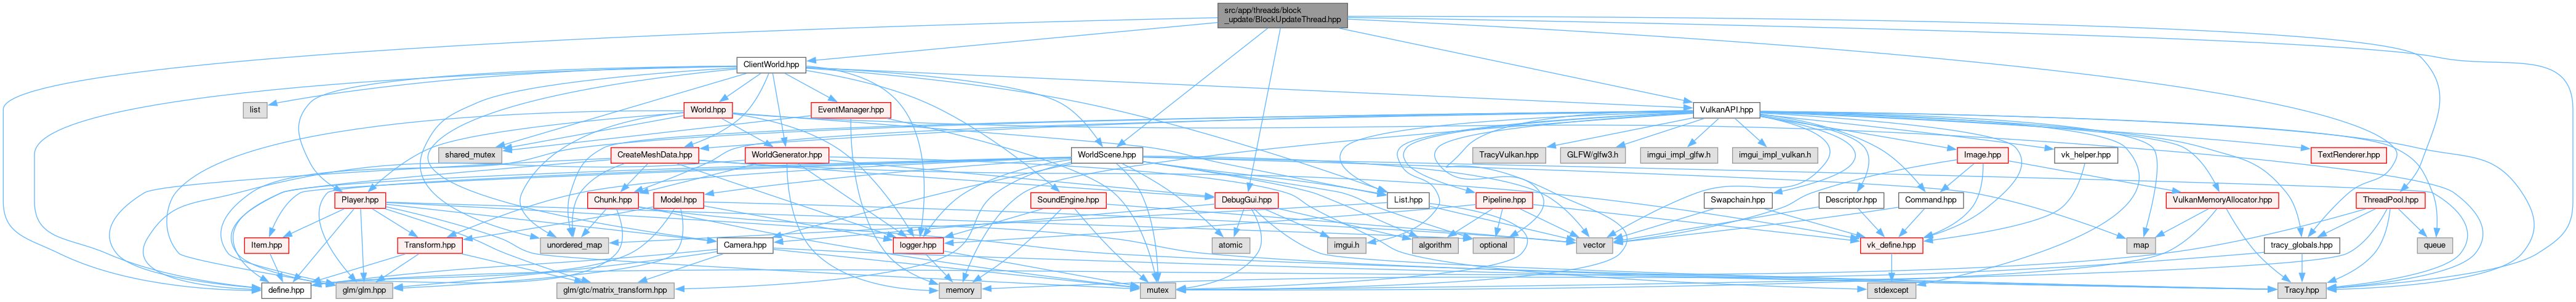 src/app/threads/block
_update/BlockUpdateThread.hpp
ClientWorld.hpp
list
World.hpp
EventManager.hpp
VulkanAPI.hpp
shared_mutex
CreateMeshData.hpp
WorldGenerator.hpp
WorldScene.hpp
TracyVulkan.hpp
GLFW/glfw3.h
imgui_impl_glfw.h
imgui_impl_vulkan.h
Image.hpp
vk_helper.hpp
TextRenderer.hpp
Player.hpp
Chunk.hpp
Model.hpp
SoundEngine.hpp
DebugGui.hpp
List.hpp
Pipeline.hpp
Swapchain.hpp
Descriptor.hpp
Command.hpp
VulkanMemoryAllocator.hpp
ThreadPool.hpp
Item.hpp
Transform.hpp
unordered_map
Camera.hpp
logger.hpp
atomic
imgui.h
algorithm
optional
vector
vk_define.hpp
map
tracy_globals.hpp
queue
define.hpp
glm/glm.hpp
glm/gtc/matrix_transform.hpp
memory
mutex
stdexcept
Tracy.hpp